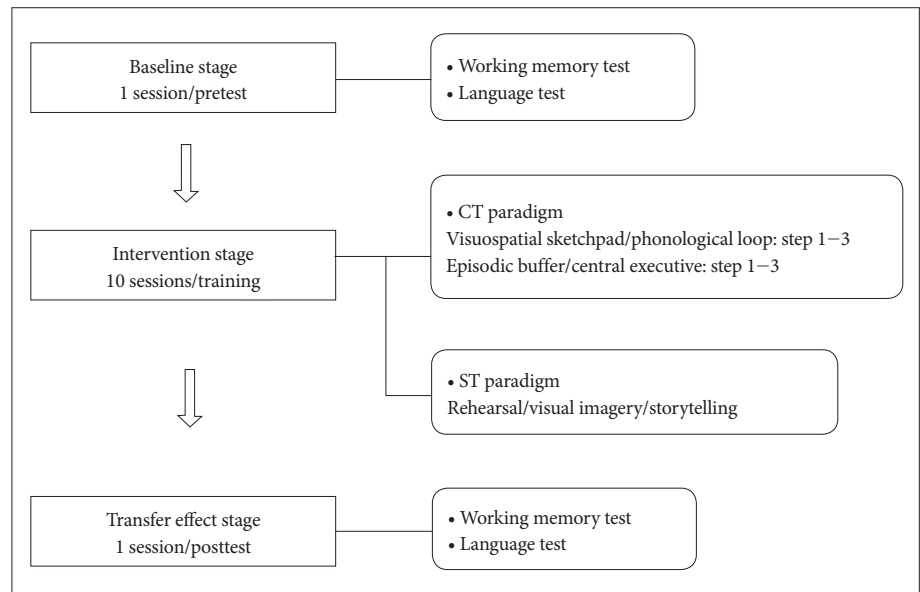 Baseline stage
1 session/pretest
• Working memory test
• Language test
Intervention stage
10 sessions/training
• CT paradigm
Visuospatial sketchpad/phonological loop: step 1−3
Episodic buffer/central executive: step 1−3
• ST paradigm
Rehearsal/visual imagery/storytelling
Transfer effect stage
1 session/posttest
• Working memory test
• Language test